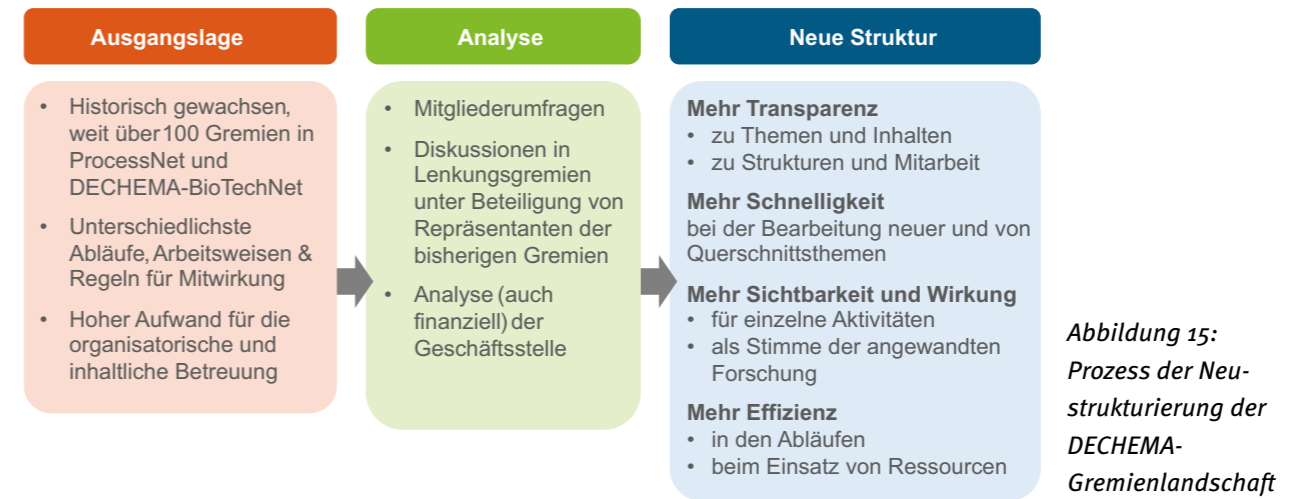 Ausgangslage
• Historisch gewachsen,
weit über 100 Gremien in
ProcessNet und
DECHEMA-BioTechNet
• Unterschiedlichste
Abläufe, Arbeitsweisen &
Regeln für Mitwirkung
• Hoher Aufwand für die
organisatorische und
inhaltliche Betreuung
Analyse
• Mitgliederumfragen
• Diskussionen in
Lenkungsgremien
unter Beteiligung von
Repräsentanten der
bisherigen Gremien
• Analyse (auch
finanziell) der
Geschäftsstelle
Neue Struktur
Mehr Transparenz
• zu Themen und Inhalten
• zu Strukturen und Mitarbeit
Mehr Schnelligkeit
bei der Bearbeitung neuer und von
Querschnittsthemen
Mehr Sichtbarkeit und Wirkung
• für einzelne Aktivitäten
• als Stimme der angewandten
Forschung
Mehr Effizienz
• in den Abläufen
• beim Einsatz von Ressourcen
Abbildung 15:
Prozess der Neu-
strukturierung der
DECHEMA-
Gremienlandschaft